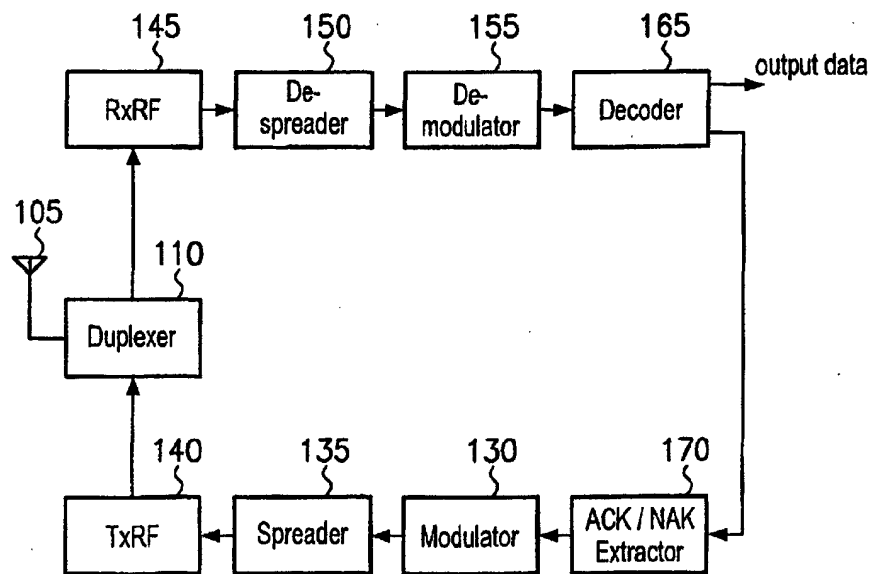 145
150
155
165
RxRF
De-
spreader
De-
modulator
Decoder
output data
105
110
Duplexer
140
135
130
170
TxRF
Spreader
Modulator
ACK / NAK
Extractor